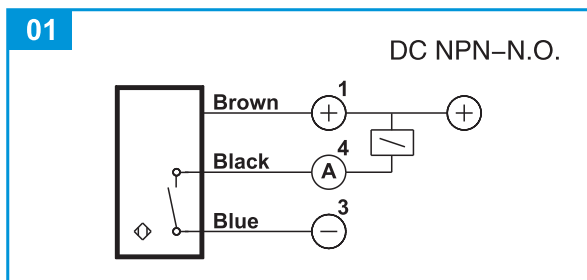 01
DC NPN–N.O.
Brown 1 + +
Black 4 A
Blue 3 −